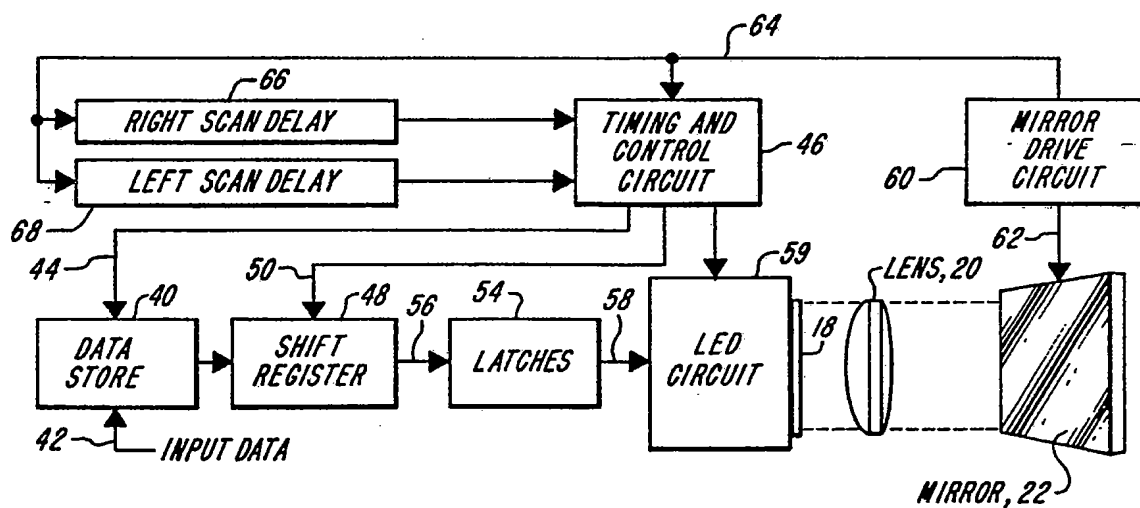 64
66
RIGHT SCAN DELAY
TIMING AND
CONTROL
CIRCUIT
46
MIRROR
DRIVE
CIRCUIT
60
LEFT SCAN DELAY
68
62
44
50
59
LENS, 20
40
48
54
DATA
STORE
SHIFT
REGISTER
56
LATCHES
58
LED
CIRCUIT
18
42
INPUT DATA
MIRROR, 22